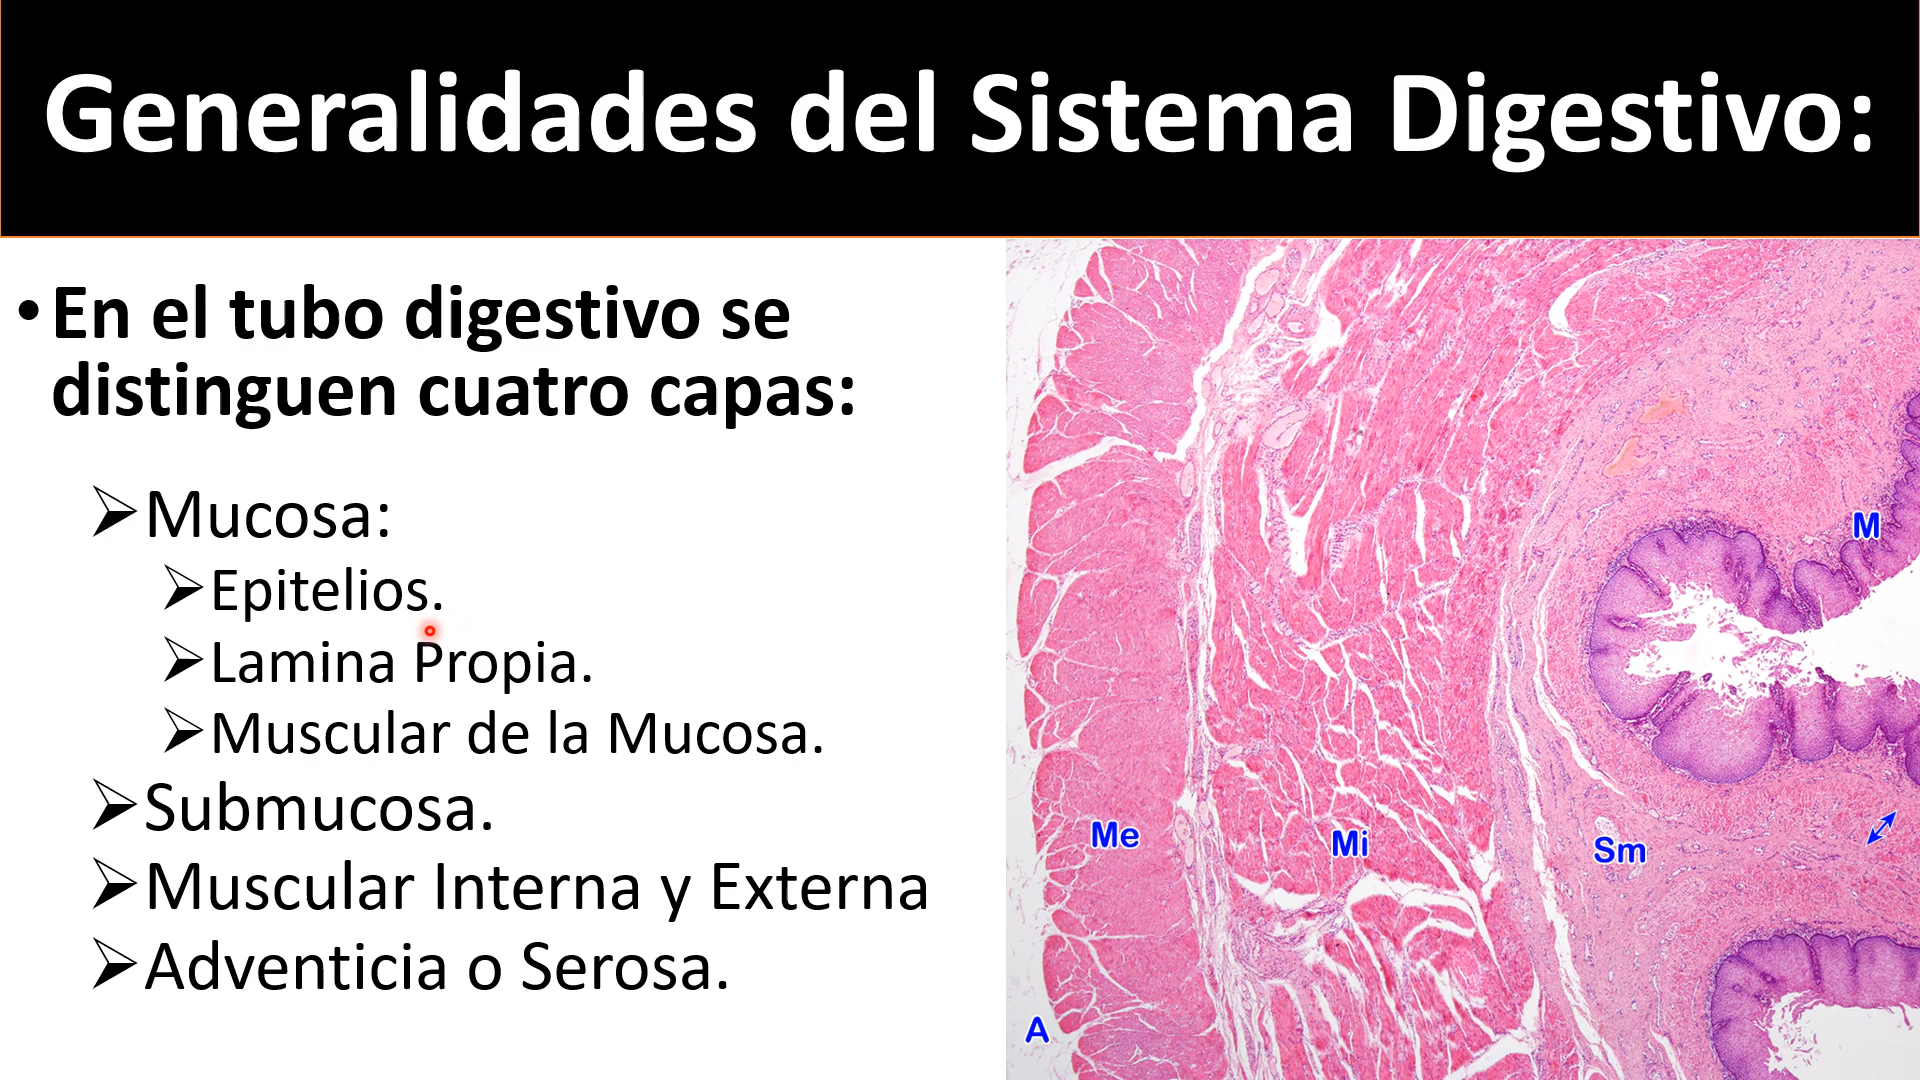 Generalidades del Sistema Digestivo:
• En el tubo digestivo se
distinguen cuatro capas:
➢Mucosa:
➢Epitelios.
➢Lamina Propia.
➢Muscular de la Mucosa.
➢Submucosa.
➢Muscular Interna y Externa
➢Adventicia o Serosa.
M
Me
Mi
Sm
A